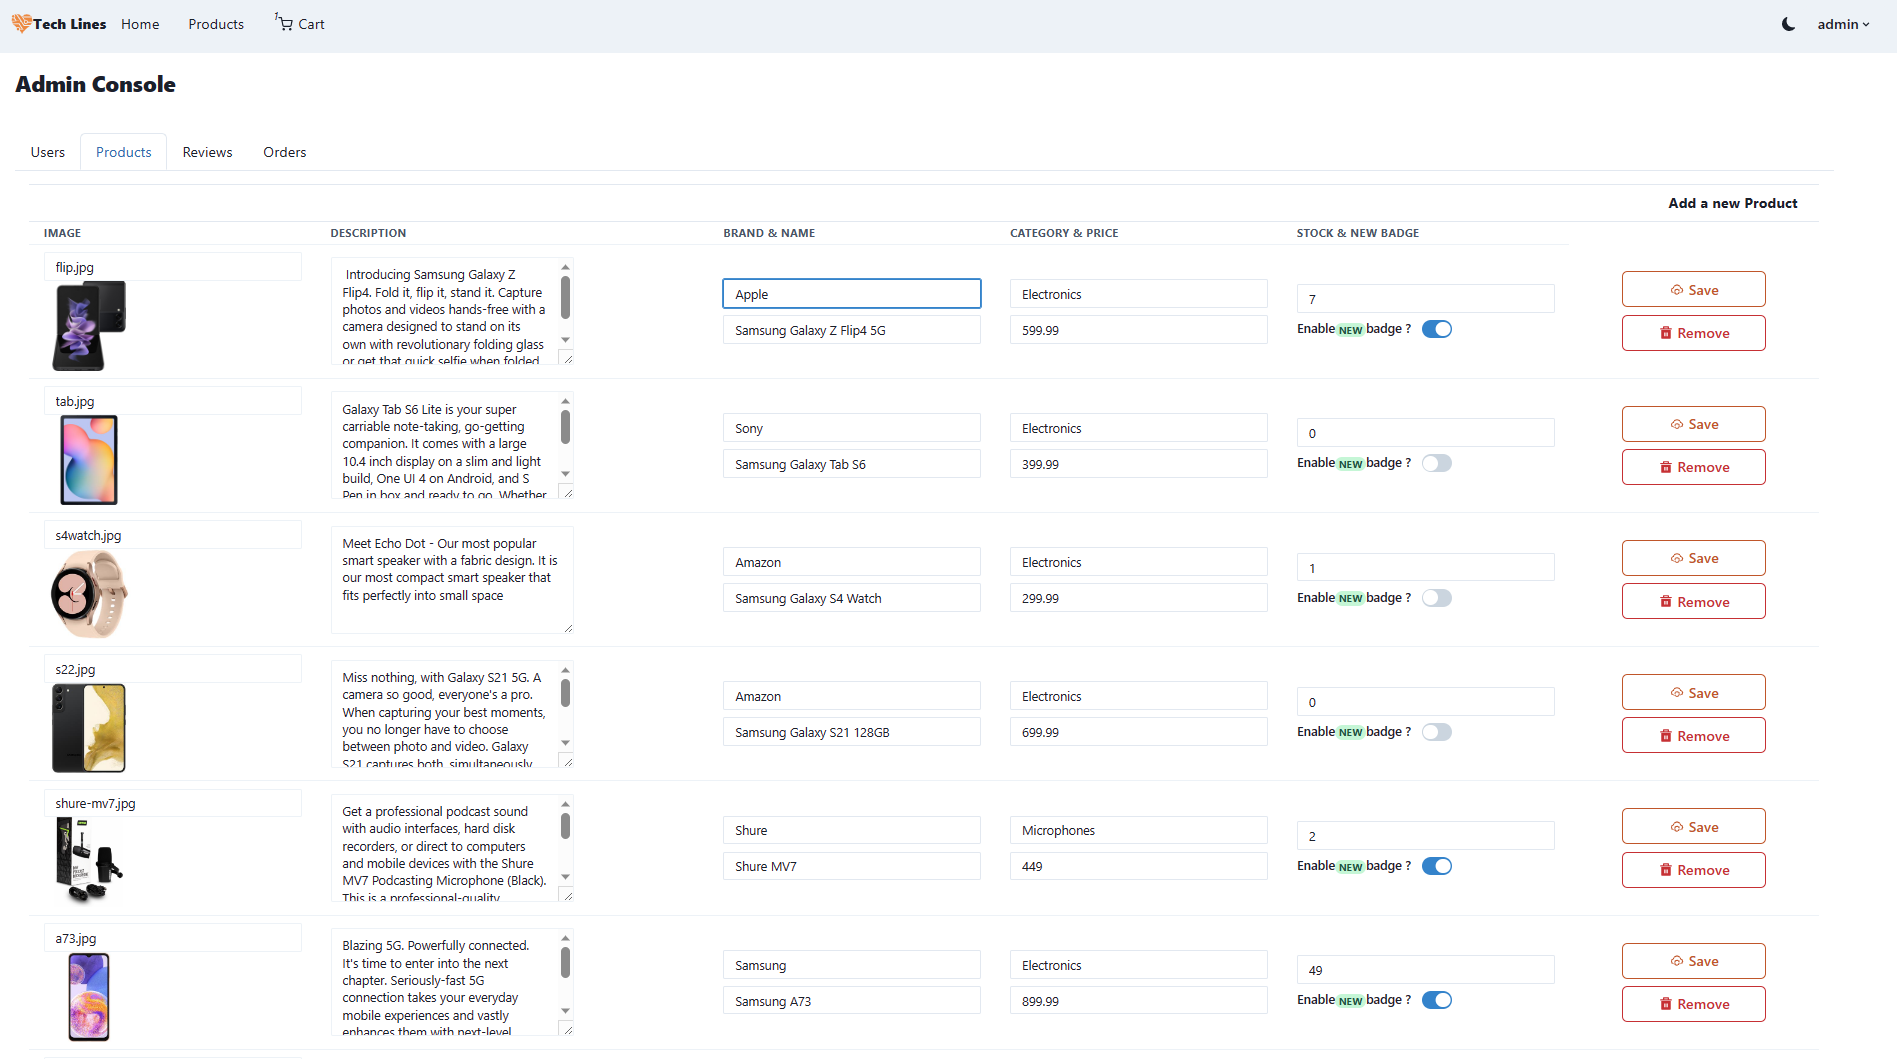 Tech Lines
Home
Products
1
Cart
admin
Admin Console
Users
Products
Reviews
Orders
Add a new Product
IMAGE
DESCRIPTION
BRAND & NAME
CATEGORY & PRICE
STOCK & NEW BADGE
flip.jpg
Introducing Samsung Galaxy Z
Flip4. Fold it, flip it, stand it. Capture
photos and videos hands-free with a
camera designed to stand on its
own with revolutionary folding glass
or get that quick selfie when folded
Apple
Samsung Galaxy Z Flip4 5G
Electronics
599.99
7
Enable NEW badge ?
Save
Remove
tab.jpg
Galaxy Tab S6 Lite is your super
carriable note-taking, go-getting
companion. It comes with a large
10.4 inch display on a slim and light
build, One UI 4 on Android, and S
Pen in box and ready to go. Whether
Sony
Samsung Galaxy Tab S6
Electronics
399.99
0
Enable NEW badge ?
Save
Remove
s4watch.jpg
Meet Echo Dot - Our most popular
smart speaker with a fabric design. It is
our most compact smart speaker that
fits perfectly into small space
Amazon
Samsung Galaxy S4 Watch
Electronics
299.99
1
Enable NEW badge ?
Save
Remove
s22.jpg
Miss nothing, with Galaxy S21 5G. A
camera so good, everyone's a pro.
When capturing your best moments,
you no longer have to choose
between photo and video. Galaxy
S21 captures both, simultaneously
Amazon
Samsung Galaxy S21 128GB
Electronics
699.99
0
Enable NEW badge ?
Save
Remove
shure-mv7.jpg
Get a professional podcast sound
with audio interfaces, hard disk
recorders, or direct to computers
and mobile devices with the Shure
MV7 Podcasting Microphone (Black).
This is a professional-quality
Shure
Shure MV7
Microphones
449
2
Enable NEW badge ?
Save
Remove
a73.jpg
Blazing 5G. Powerfully connected.
It's time to enter into the next
chapter. Seriously-fast 5G
connection takes your everyday
mobile experiences and vastly
enhances them with next-level
Samsung
Samsung A73
Electronics
899.99
49
Enable NEW badge ?
Save
Remove